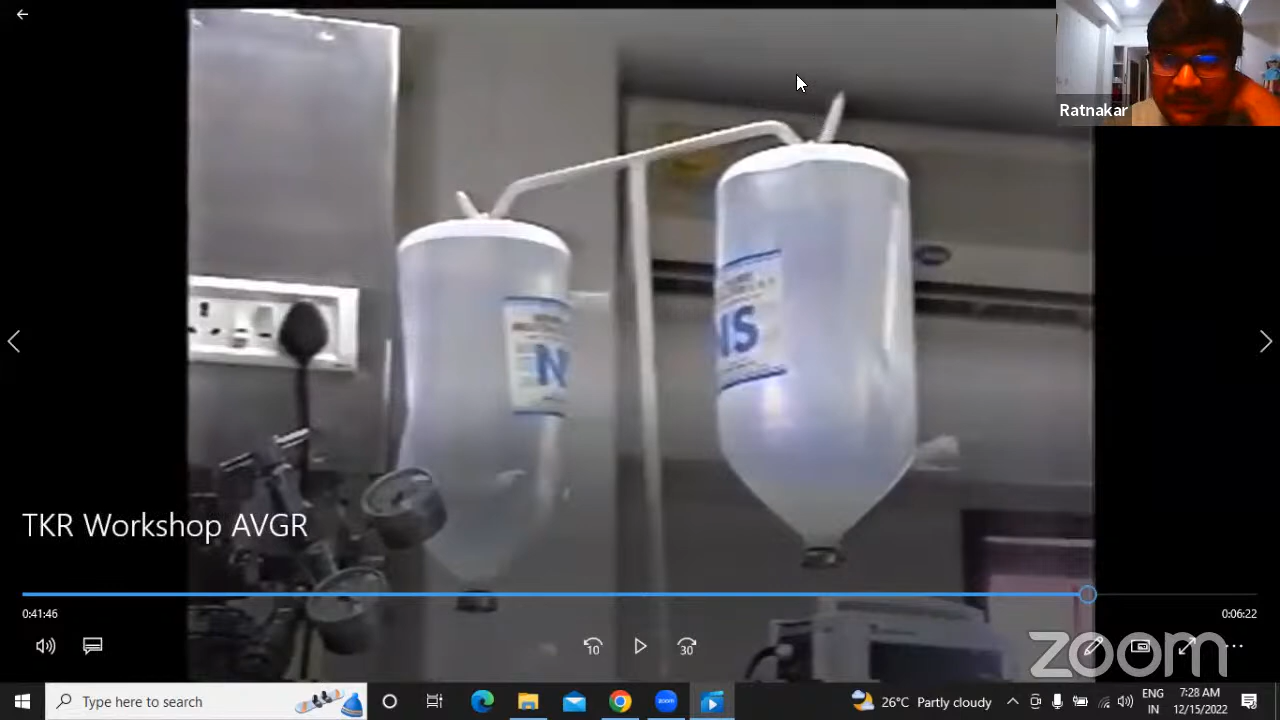 Ratnakar
NS
N
TKR Workshop AVGR
0:41:46
0:06:22
10
30
zoom
Type here to search
zoom
26°C Partly cloudy
ENG
IN
7:28 AM
12/15/2022